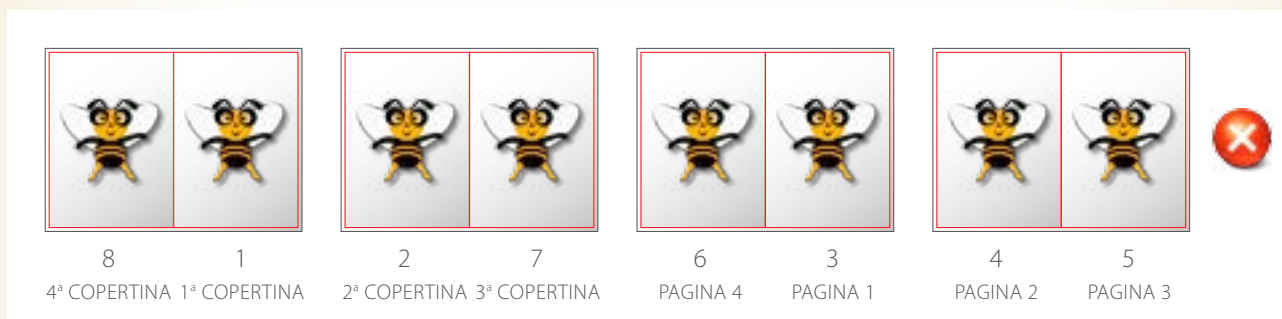 8 1 2 7 6 3 4 5
4ª COPERTINA 1ª COPERTINA 2ª COPERTINA 3ª COPERTINA PAGINA 4 PAGINA 1 PAGINA 2 PAGINA 3